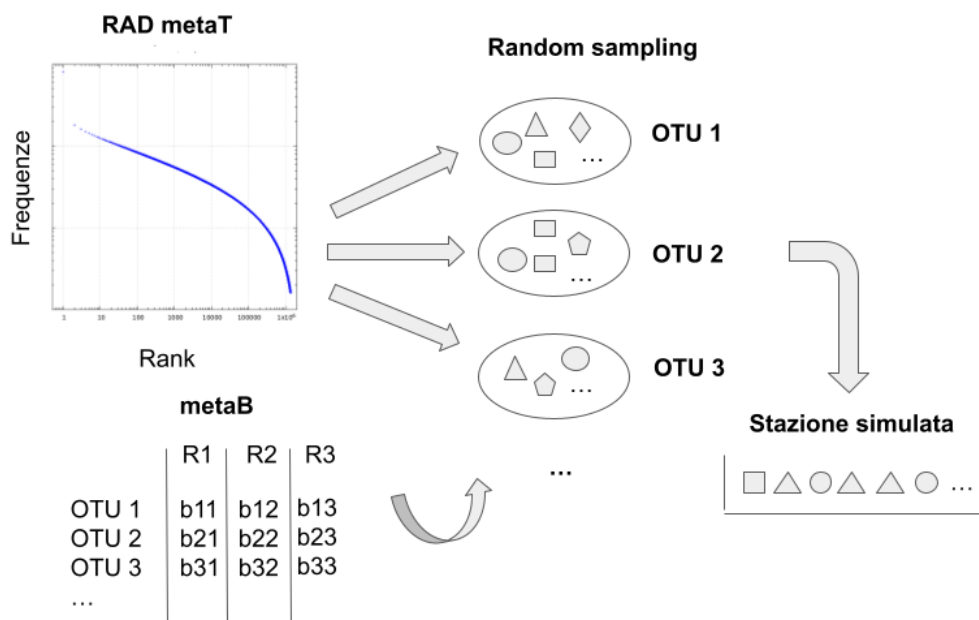 RAD metaT
Frequenze
1 10 100 1000 10000 100000
Rank
Random sampling
OTU 1
...
OTU 2
...
OTU 3
...
...
metaB
R1 R2 R3
OTU 1 b11 b12 b13
OTU 2 b21 b22 b23
OTU 3 b31 b32 b33
...
Stazione simulata
...